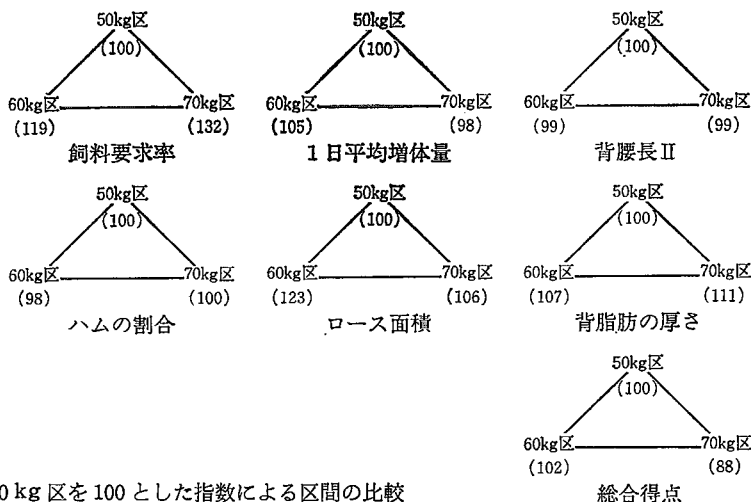 50kg区 50kg区 50kg区
(100) (100) (100)
60kg区 70kg区 60kg区 70kg区 60kg区 70kg区
(119) (132) (105) (98) (99) (99)
飼料要求率 1日平均増体量 背腰長Ⅱ
50kg区 50kg区 50kg区
(100) (100) (100)
60kg区 70kg区 60kg区 70kg区 60kg区 70kg区
(98) (100) (123) (106) (107) (111)
ハムの割合 ロース面積 背脂肪の厚さ
50kg区
(100)
60kg区 70kg区
(102) (88)
0kg区を100とした指数による区間の比較 総合得点